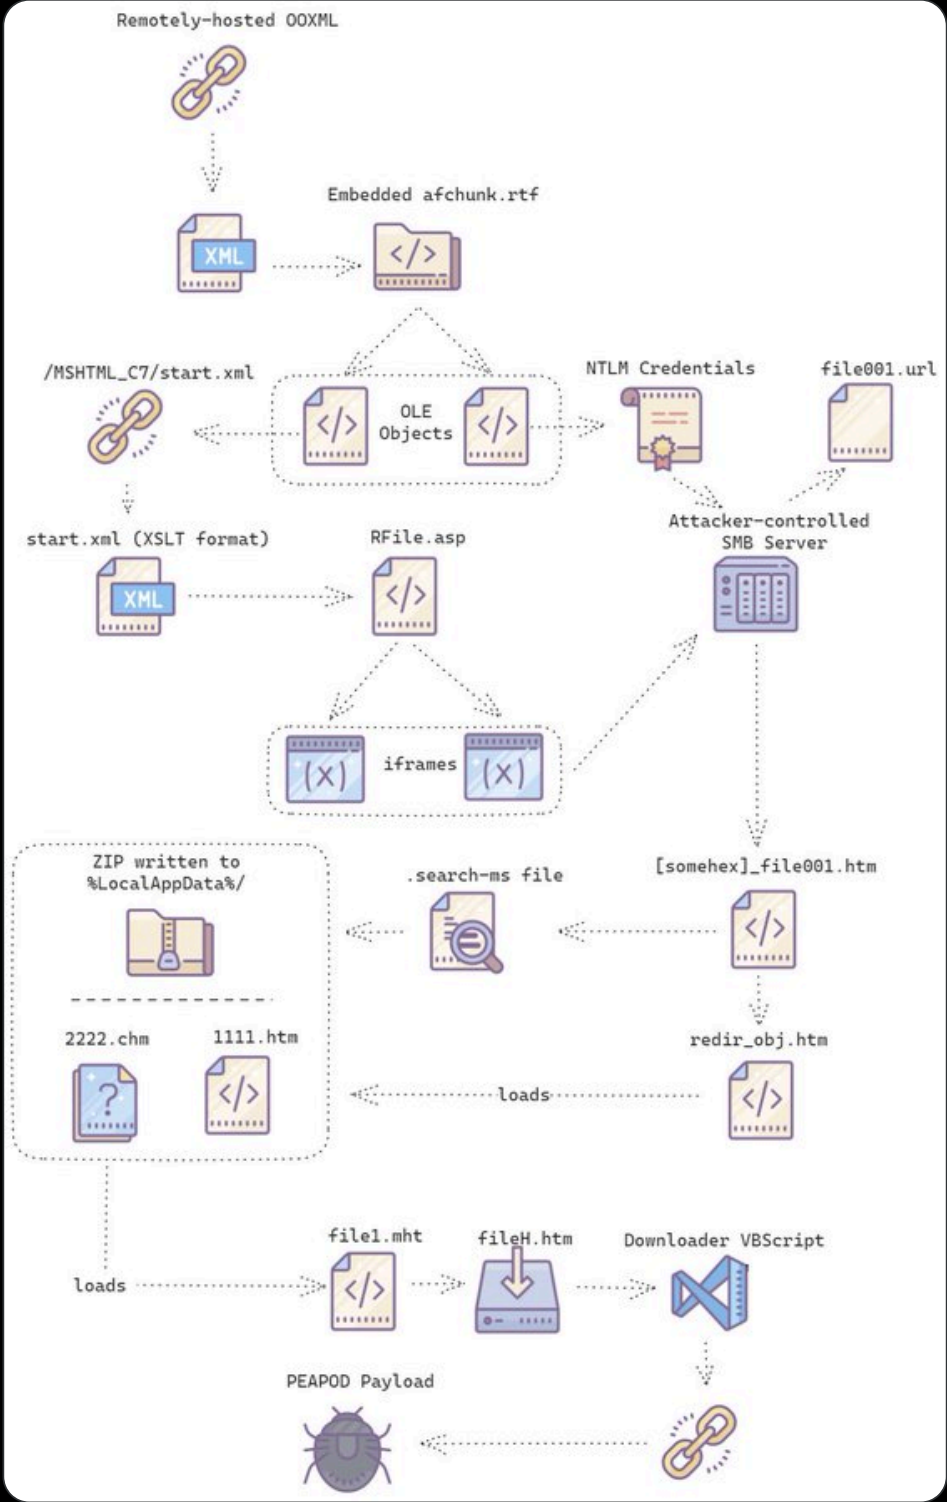 Remotely-hosted OOXML
Embedded afchunk.rtf
XML
</>
/MSHTML_C7/start.xml
NTLM Credentials
file001.url
</>
OLE
Objects
</>
Attacker-controlled
SMB Server
start.xml (XSLT format)
RFile.asp
XML
</>
(x)
iframes
(x)
ZIP written to
%LocalAppData%/
.search-ms file
[somehex]_file001.htm
</>
2222.chm
1111.htm
redir_obj.htm
?
</>
loads
</>
file1.mht
fileH.htm
Downloader VBScript
loads
</>
PEAPOD Payload